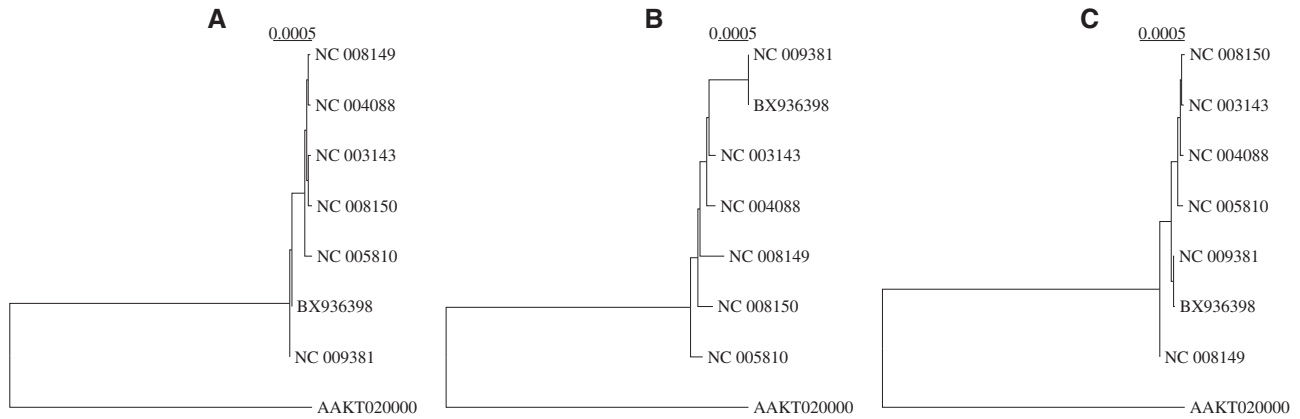 A
0.0005
NC 008149
NC 004088
NC 003143
NC 008150
NC 005810
BX936398
NC 009381
AAKT020000
B
0.0005
NC 009381
BX936398
NC 003143
NC 004088
NC 008149
NC 008150
NC 005810
AAKT020000
C
0.0005
NC 008150
NC 003143
NC 004088
NC 005810
NC 009381
BX936398
NC 008149
AAKT020000